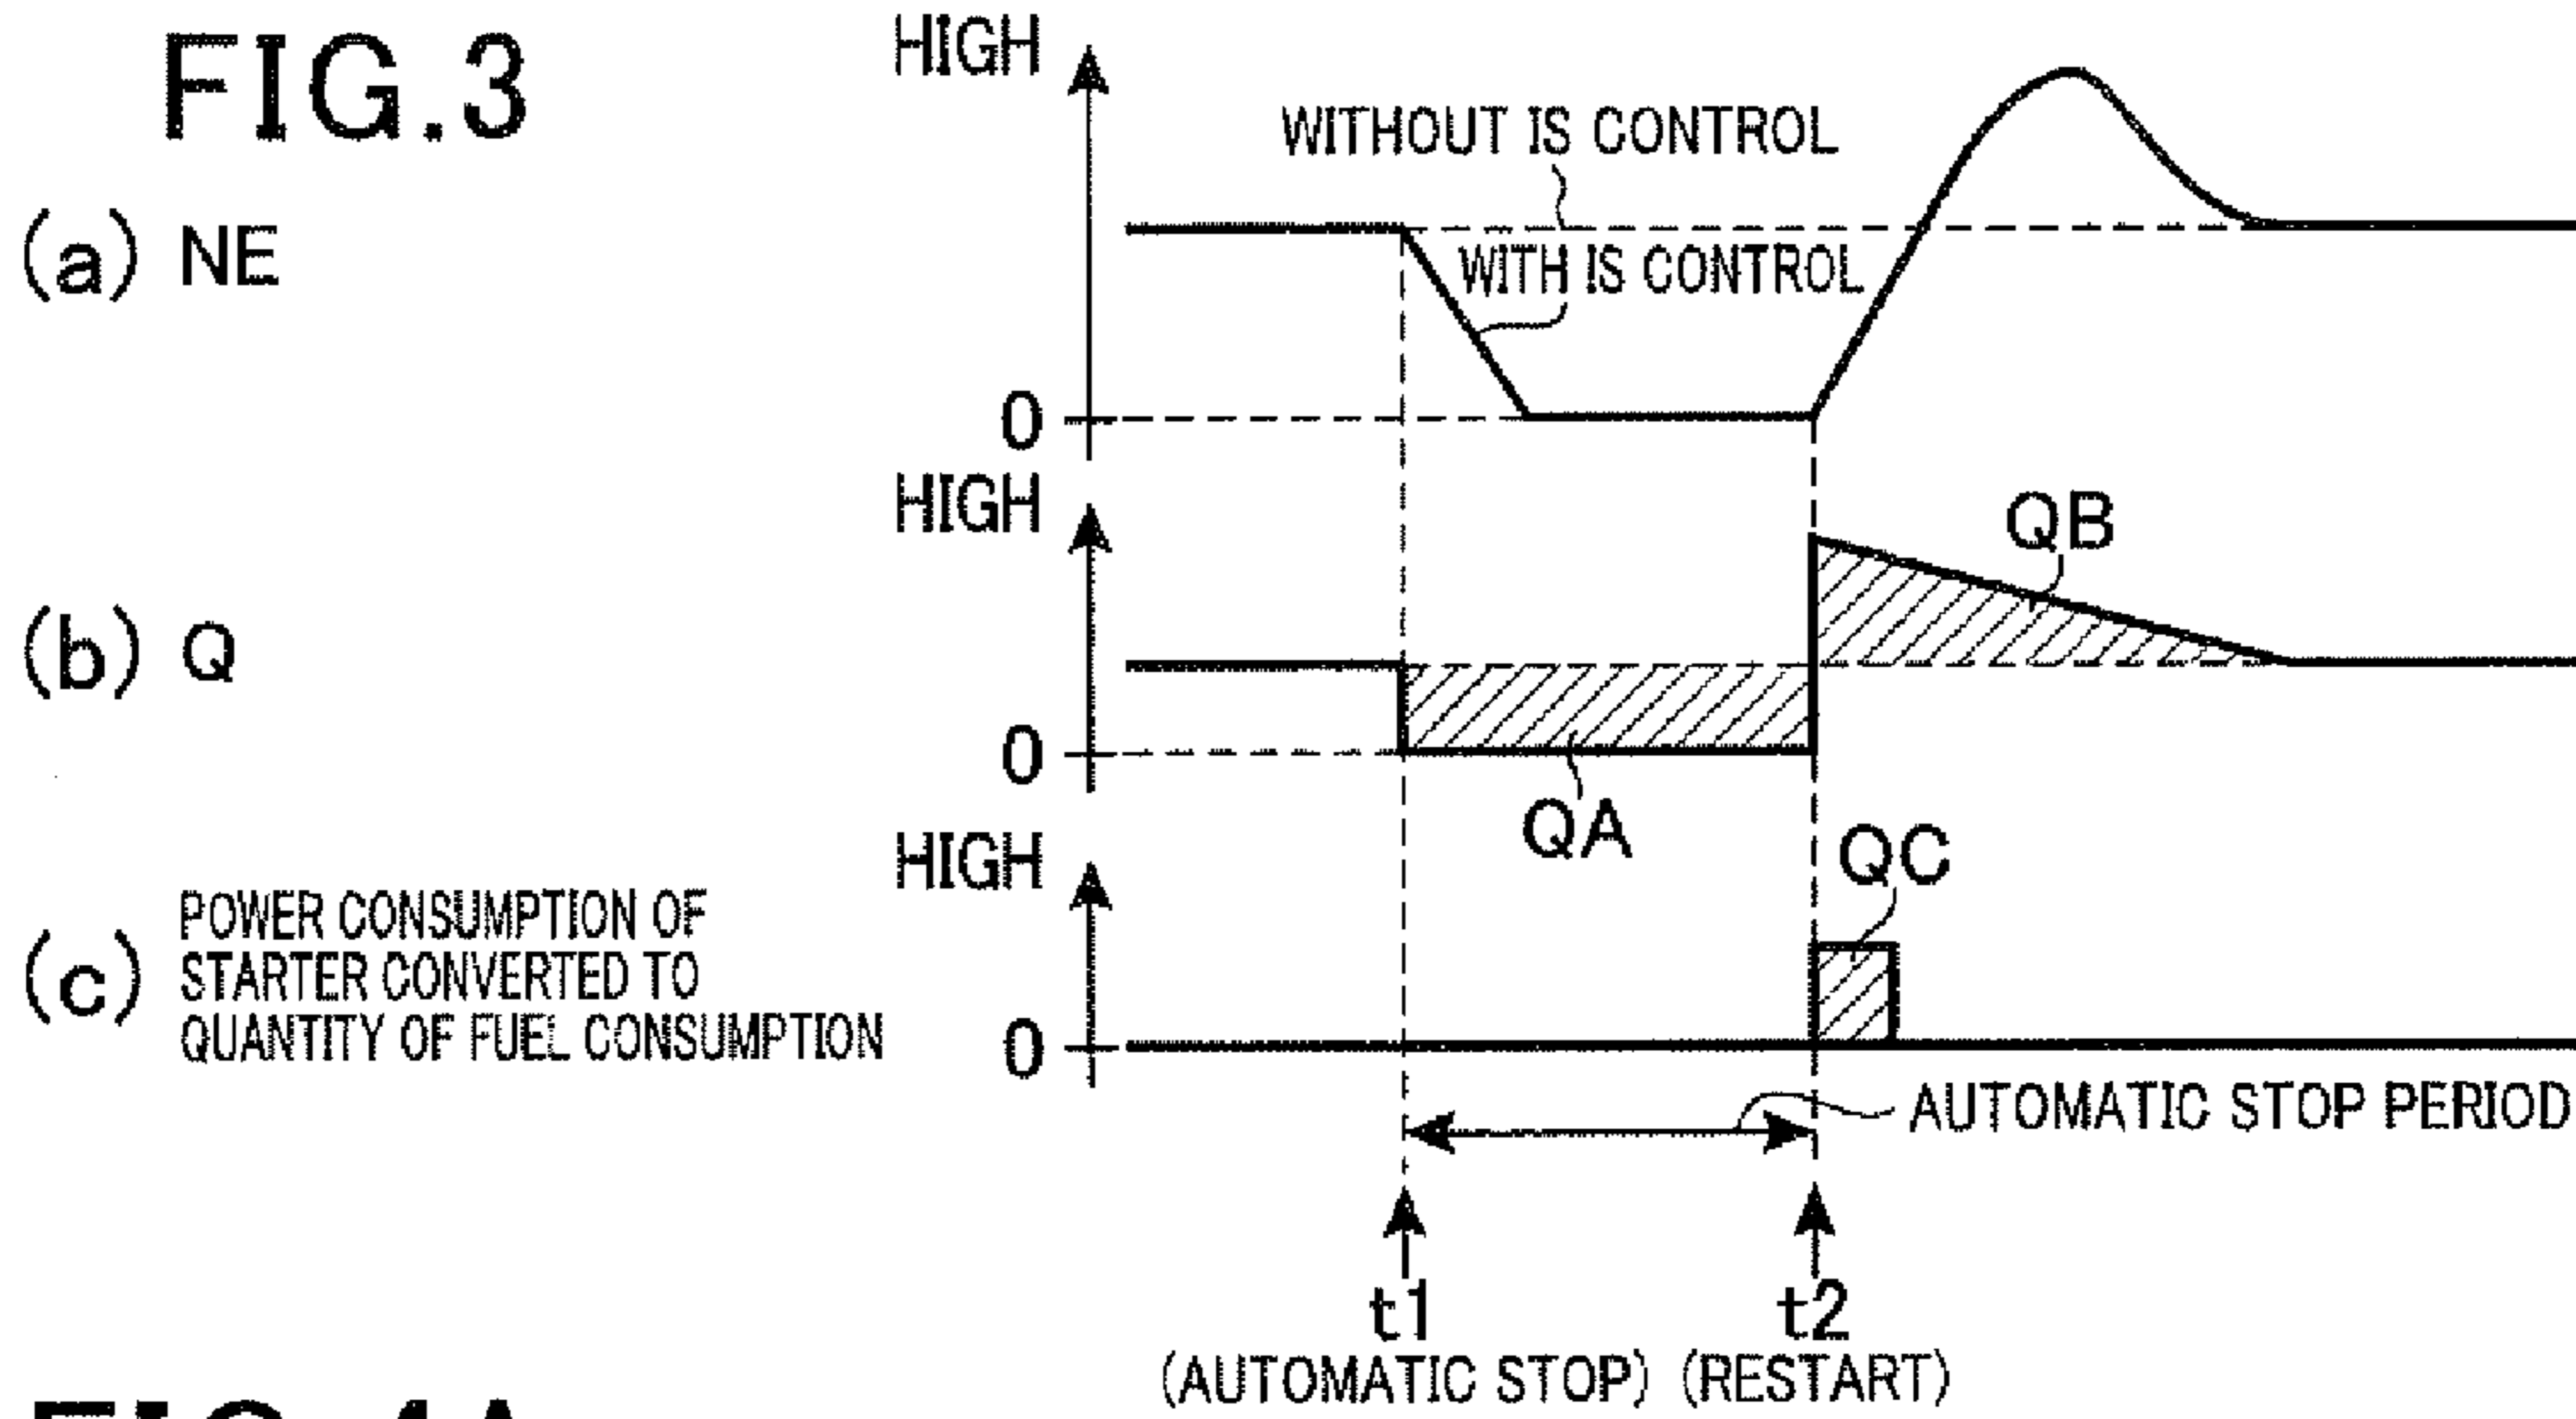 FIG.3
HIGH
WITHOUT IS CONTROL
(a) NE
WITH IS CONTROL
0
HIGH
QB
(b) Q
0
QA
HIGH
QC
(c) POWER CONSUMPTION OF
STARTER CONVERTED TO
QUANTITY OF FUEL CONSUMPTION
0
AUTOMATIC STOP PERIOD
t1
t2
(AUTOMATIC STOP) (RESTART)